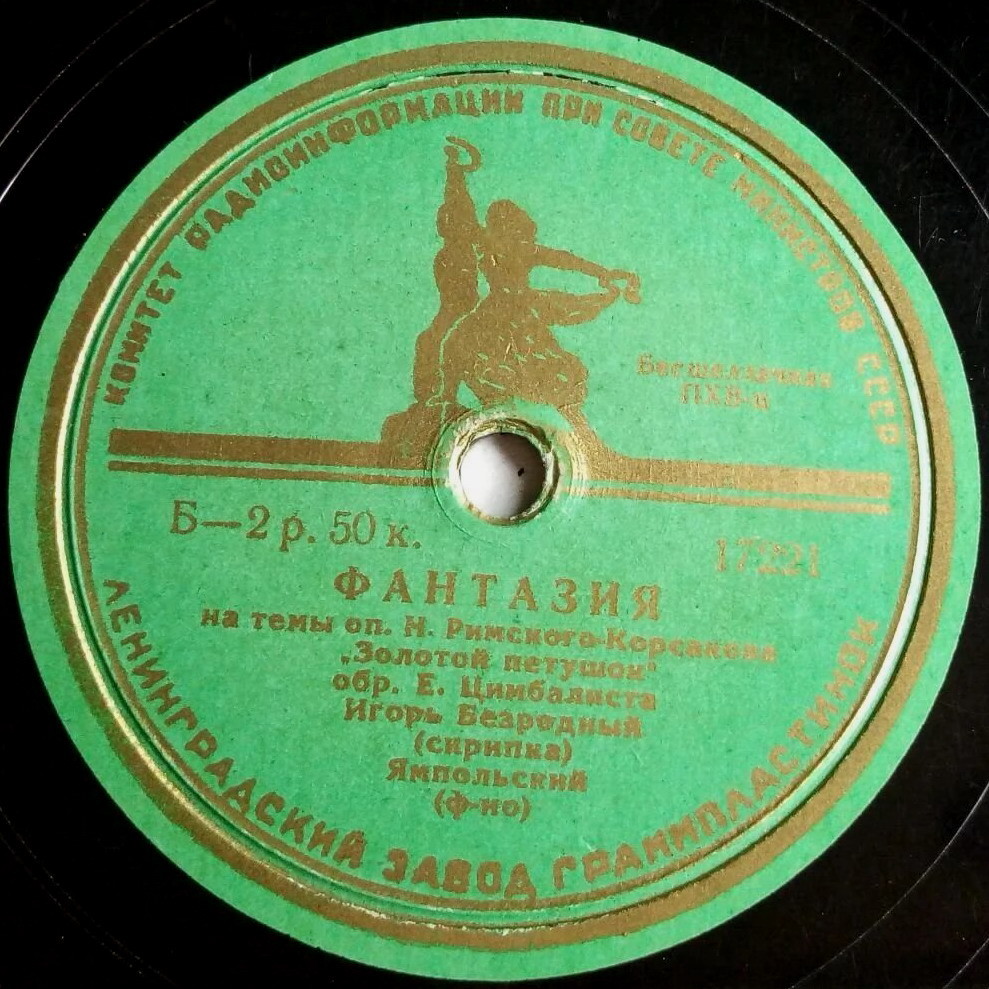 КОМИТЕТ РАДИОИНФОРМАЦИИ ПРИ СОВЕТЕ МИНИСТРОВ СССР
Бесшеллачная
ПХВ-и
Б—2 р. 50 к.
17221
ФАНТАЗИЯ
на темы оп. Н. Римского-Корсакова
„Золотой петушок"
обр. Е. Цимбалиста
Игорь Безродный
(скрипка)
Ямпольский
(ф-но)
ЛЕНИНГРАДСКИЙ ЗАВОД ГРАМПЛАСТИНОК